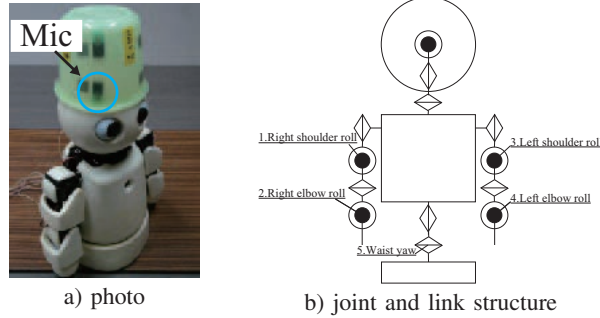 Mic
1.Right shoulder roll
3.Left shoulder roll
2.Right elbow roll
4.Left elbow roll
5.Waist yaw
a) photo
b) joint and link structure